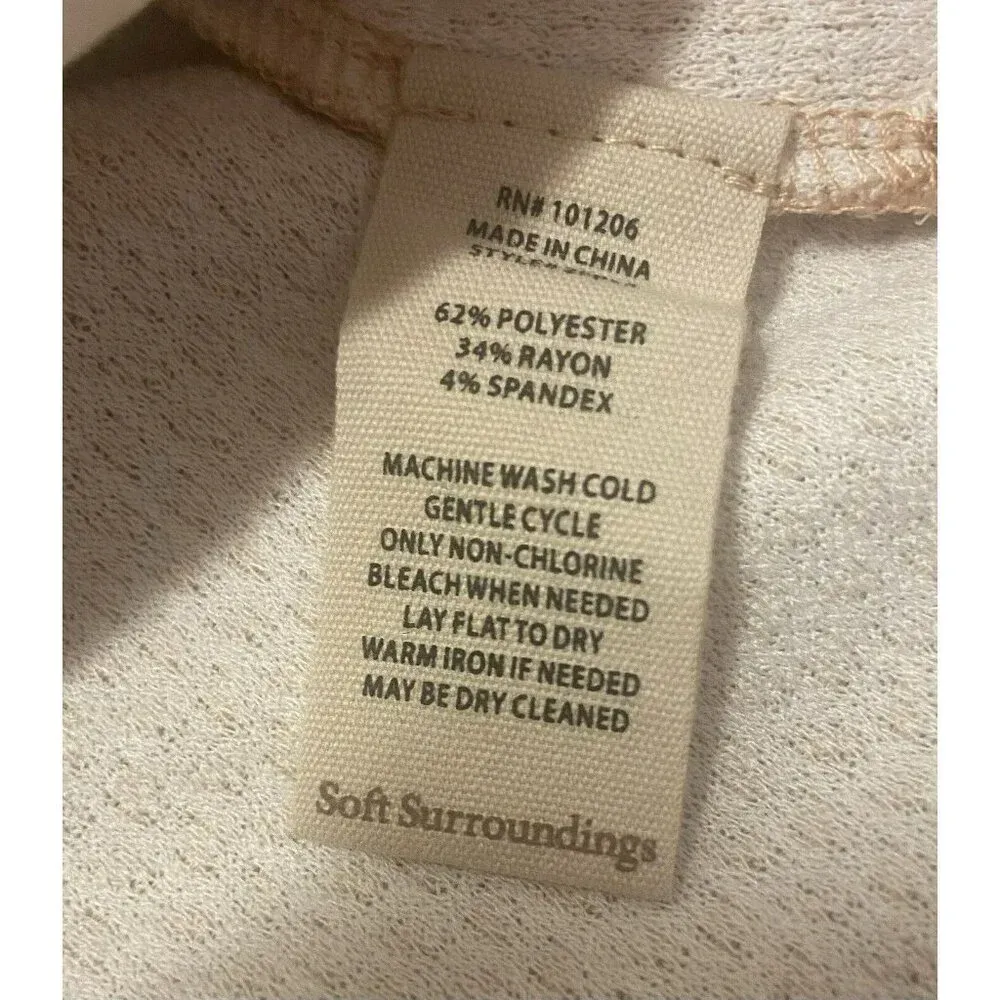 RN# 101206
MADE IN CHINA
62% POLYESTER
34% RAYON
4% SPANDEX
MACHINE WASH COLD
GENTLE CYCLE
ONLY NON-CHLORINE
BLEACH WHEN NEEDED
LAY FLAT TO DRY
WARM IRON IF NEEDED
MAY BE DRY CLEANED
Soft Surroundings